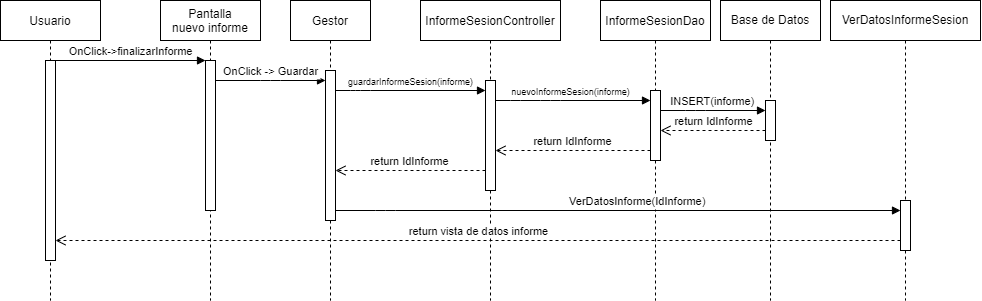 Usuario
Pantalla
nuevo informe
Gestor
InformeSesionController
InformeSesionDao
Base de Datos
VerDatosInformeSesion
OnClick->finalizarInforme
OnClick -> Guardar
guardarInformeSesion(informe)
nuevoInformeSesion(informe)
INSERT(informe)
return IdInforme
return IdInforme
return IdInforme
VerDatosInforme(IdInforme)
return vista de datos informe